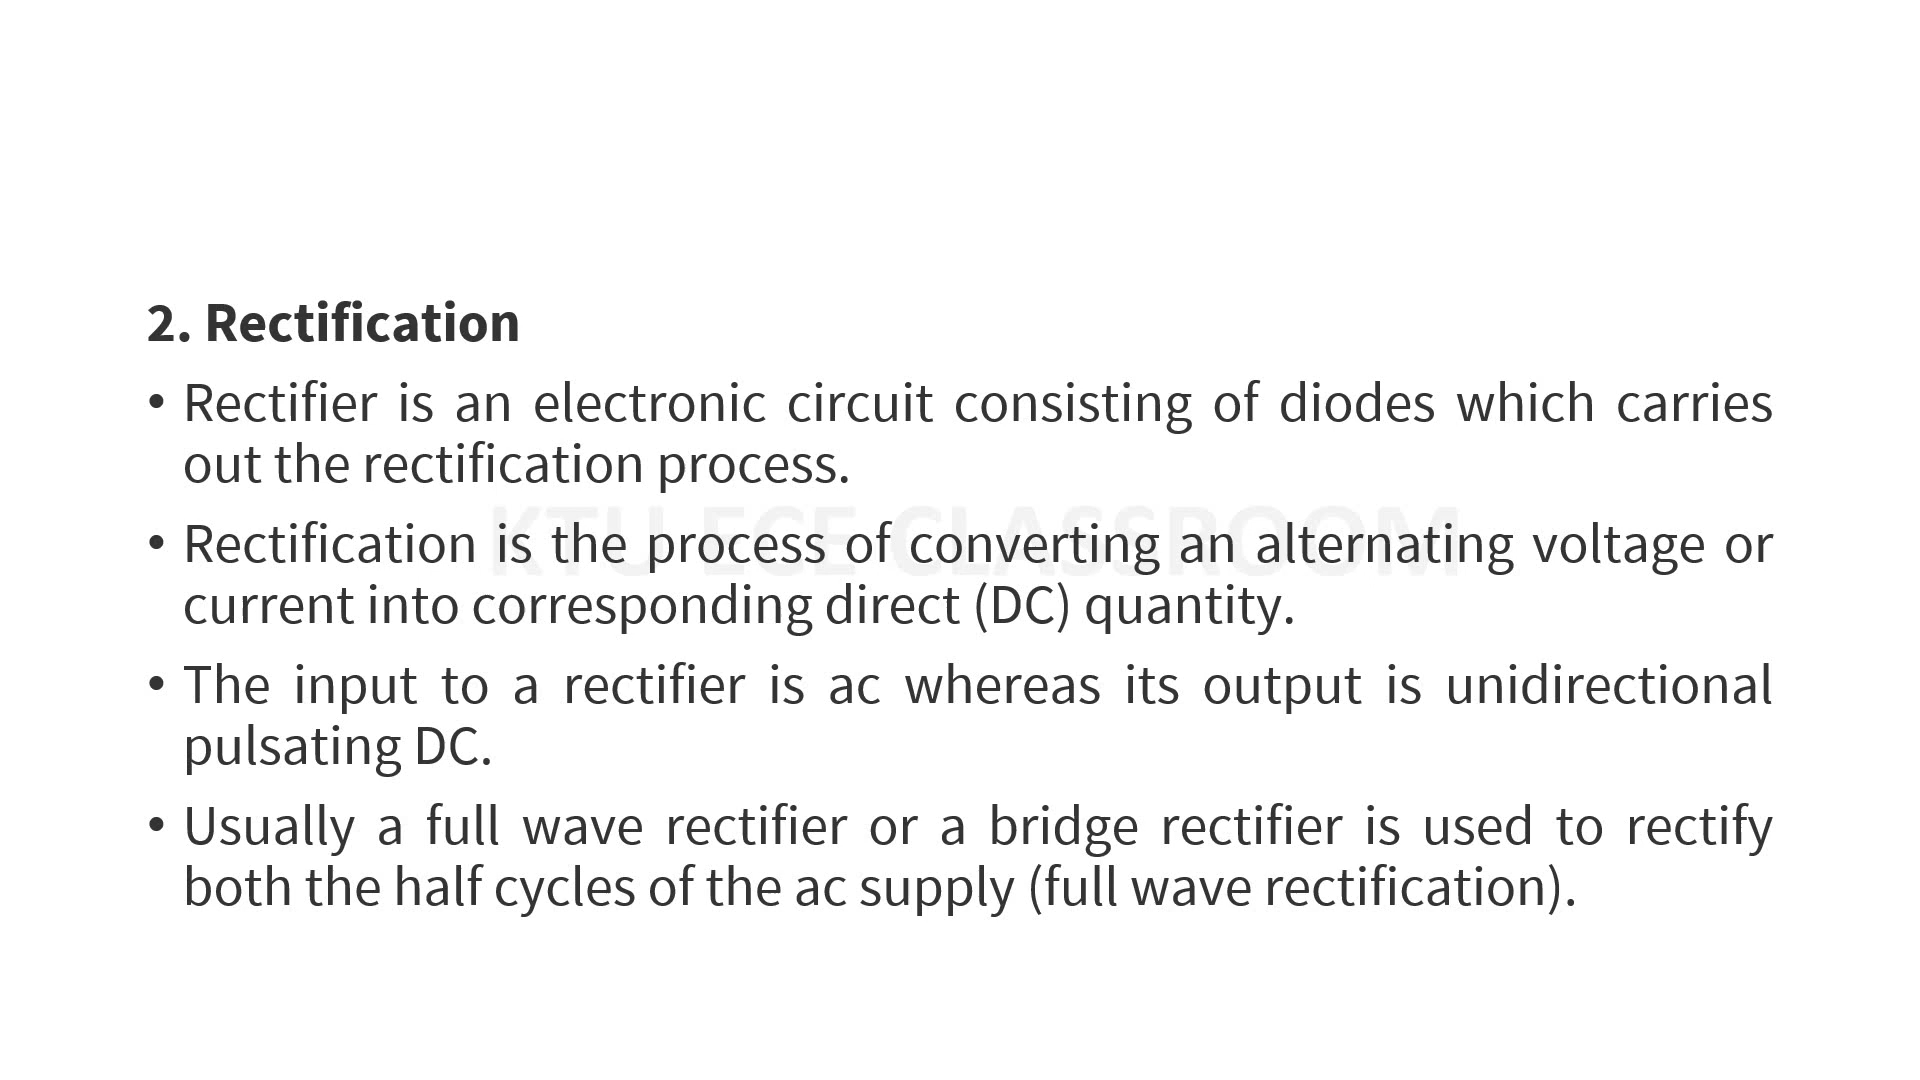 2. Rectification
• Rectifier is an electronic circuit consisting of diodes which carries
out the rectification process.
KTU ECE CLASSROOM
• Rectification is the process of converting an alternating voltage or
current into corresponding direct (DC) quantity.
• The input to a rectifier is ac whereas its output is unidirectional
pulsating DC.
• Usually a full wave rectifier or a bridge rectifier is used to rectify
both the half cycles of the ac supply (full wave rectification).